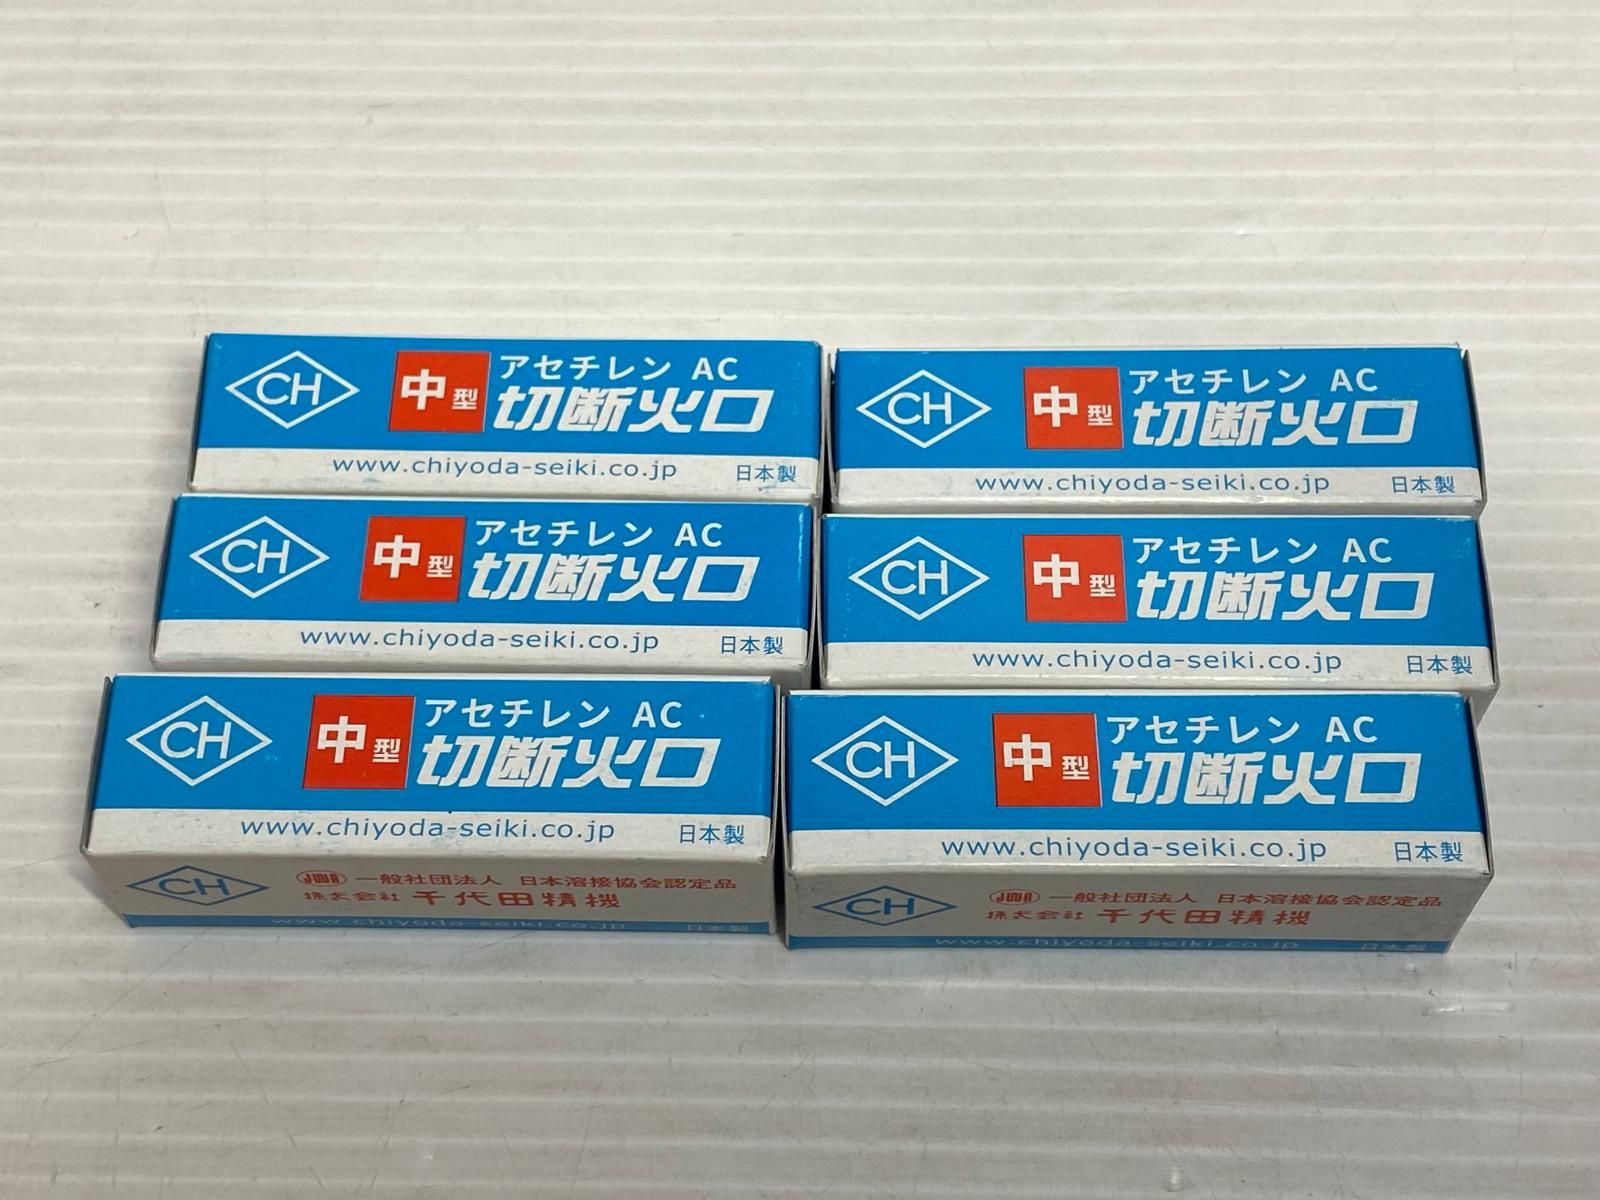 CH
中型
アセチレン AC
切断火口
www.chiyoda-seiki.co.jp 日本製
CH
中型
アセチレン AC
切断火口
www.chiyoda-seiki.co.jp 日本製
CH
中型
アセチレン AC
切断火口
www.chiyoda-seiki.co.jp 日本製
CH
中型
アセチレン AC
切断火口
www.chiyoda-seiki.co.jp 日本製
CH
中型
アセチレン AC
切断火口
www.chiyoda-seiki.co.jp 日本製
CH
JWA 一般社団法人 日本溶接協会認定品
株式会社 千代田精機
www.chiyoda-seiki.co.jp 日本製
CH
中型
アセチレン AC
切断火口
www.chiyoda-seiki.co.jp 日本製
CH
JWA 一般社団法人 日本溶接協会認定品
株式会社 千代田精機
www.chiyoda-seiki.co.jp 日本製